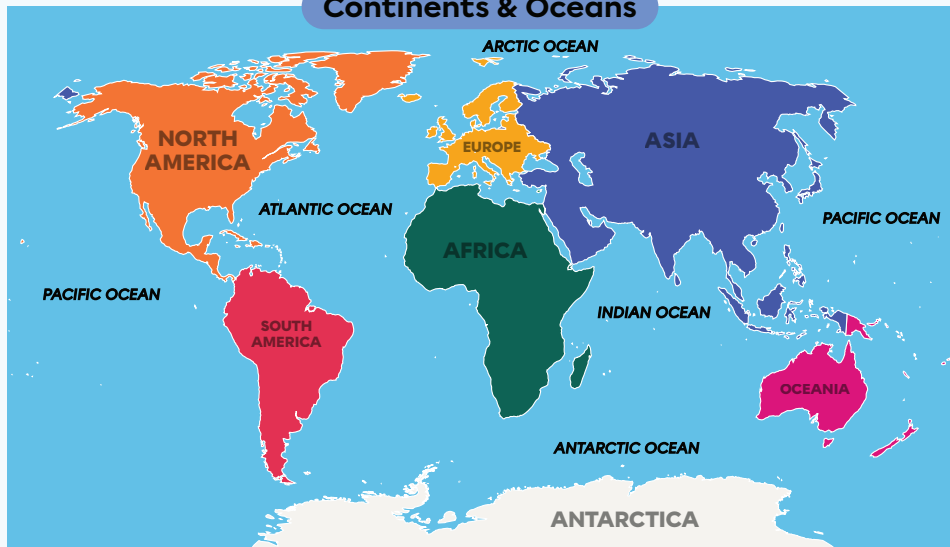 Continents & Oceans
ARCTIC OCEAN
NORTH
AMERICA
EUROPE
ASIA
ATLANTIC OCEAN
PACIFIC OCEAN
AFRICA
PACIFIC OCEAN
INDIAN OCEAN
SOUTH
AMERICA
OCEANIA
ANTARCTIC OCEAN
ANTARCTICA